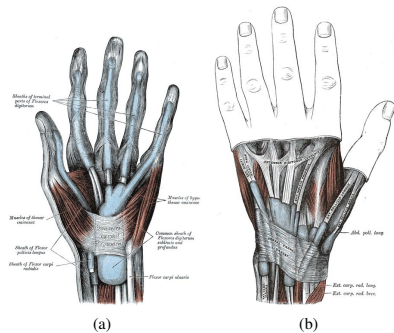 Sheaths of terminal
parts of Flexores
digitorum
Muscles of thenar
eminence
Sheath of Flexor
pollicis longus
Sheath of Flexor carpi
radialis
Muscles of hypo-
thenar eminence
Common sheath of
Flexores digitorum
sublimis and
profundus
Flexor carpi ulnaris
(a)
Abd. poll. long.
Ext. carp. rad. long.
Ext. carp. rad. brev.
(b)